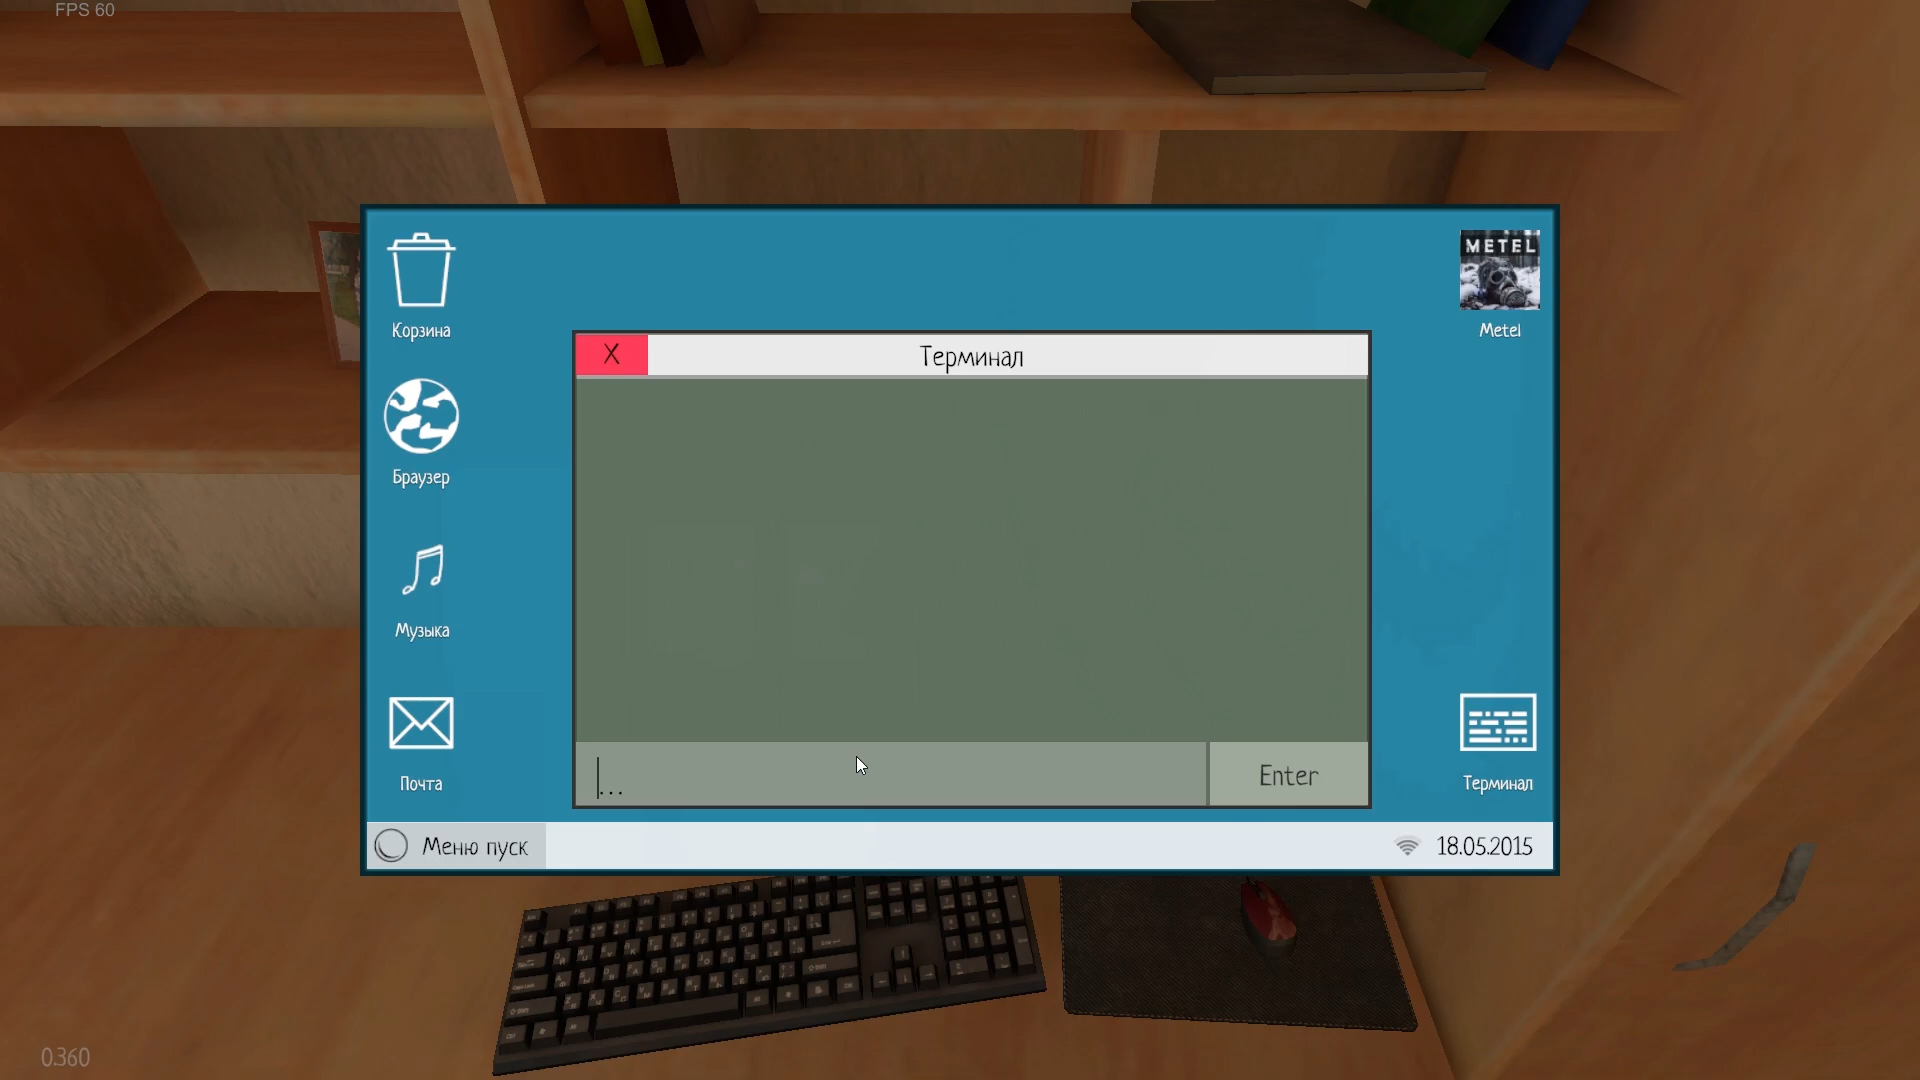 FPS 60
METEL
Корзина
Metel
X
Терминал
Браузер
Музыка
...
Enter
Почта
Терминал
Меню пуск
18.05.2015
0.360